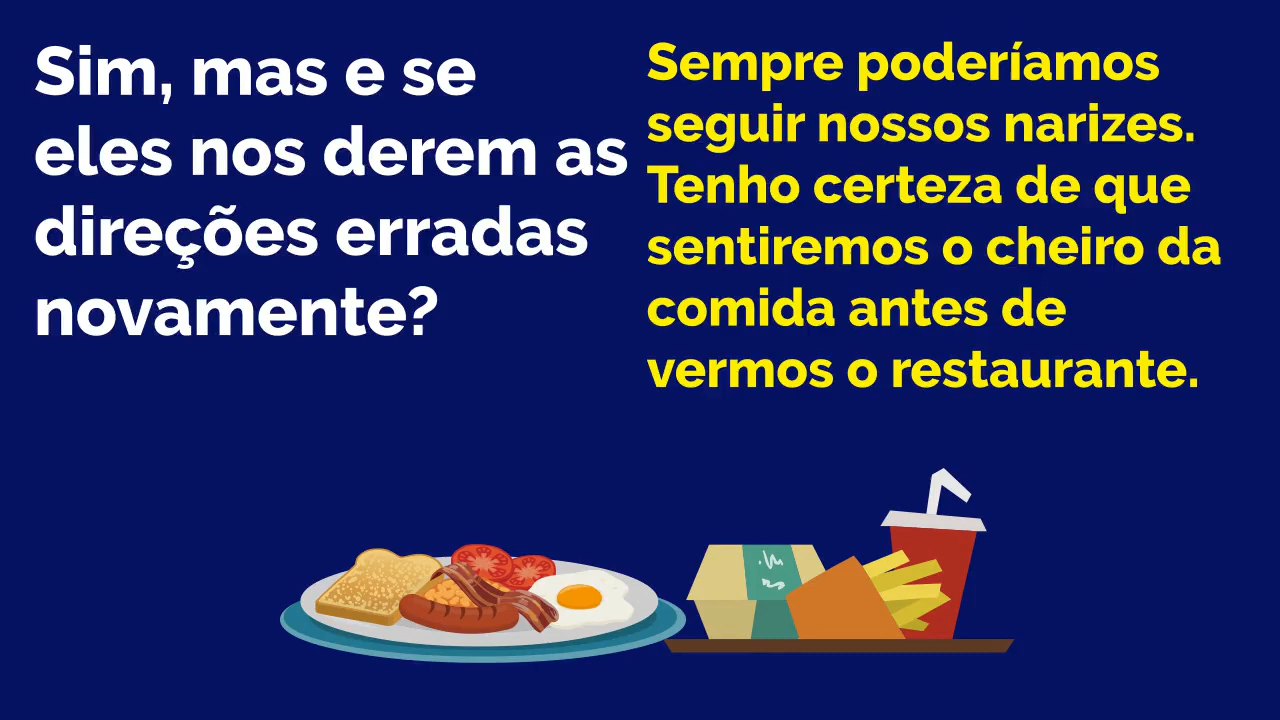 Sim, mas e se
eles nos derem as
direções erradas
novamente?
Sempre poderíamos
seguir nossos narizes.
Tenho certeza de que
sentiremos o cheiro da
comida antes de
vermos o restaurante.